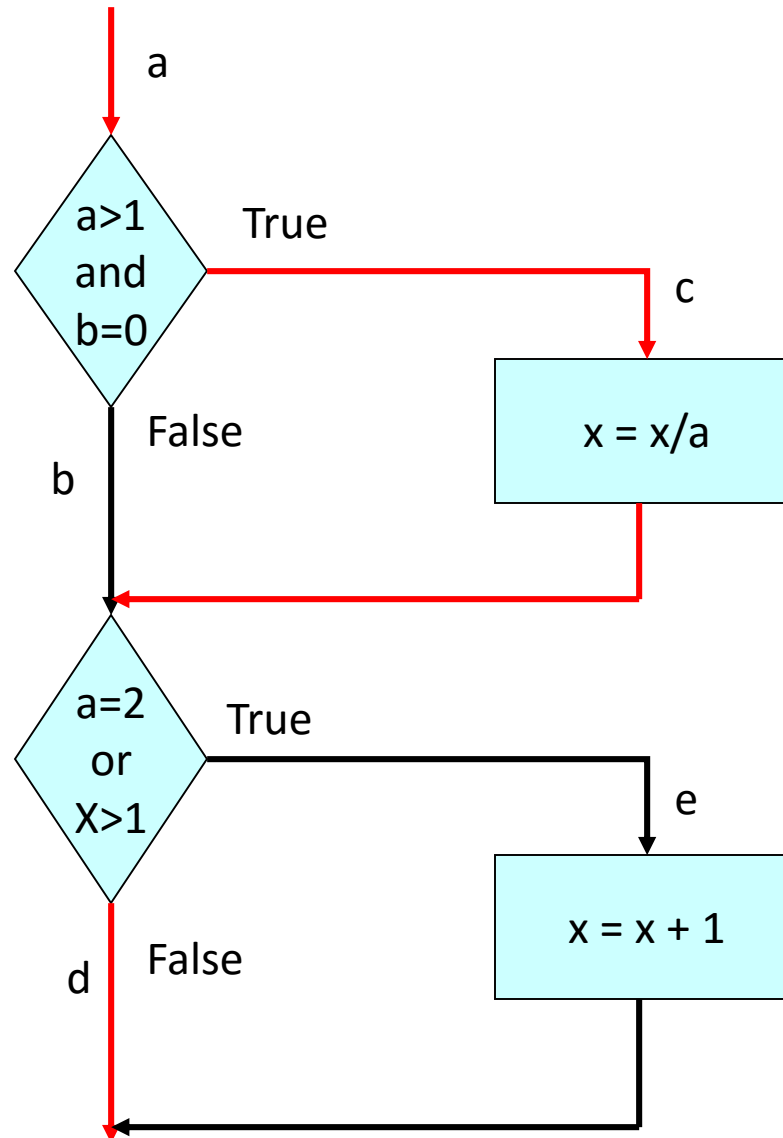 a
a>1
and
b=0
True
c
x = x/a
False
b
a=2
or
X>1
True
e
x = x + 1
False
d